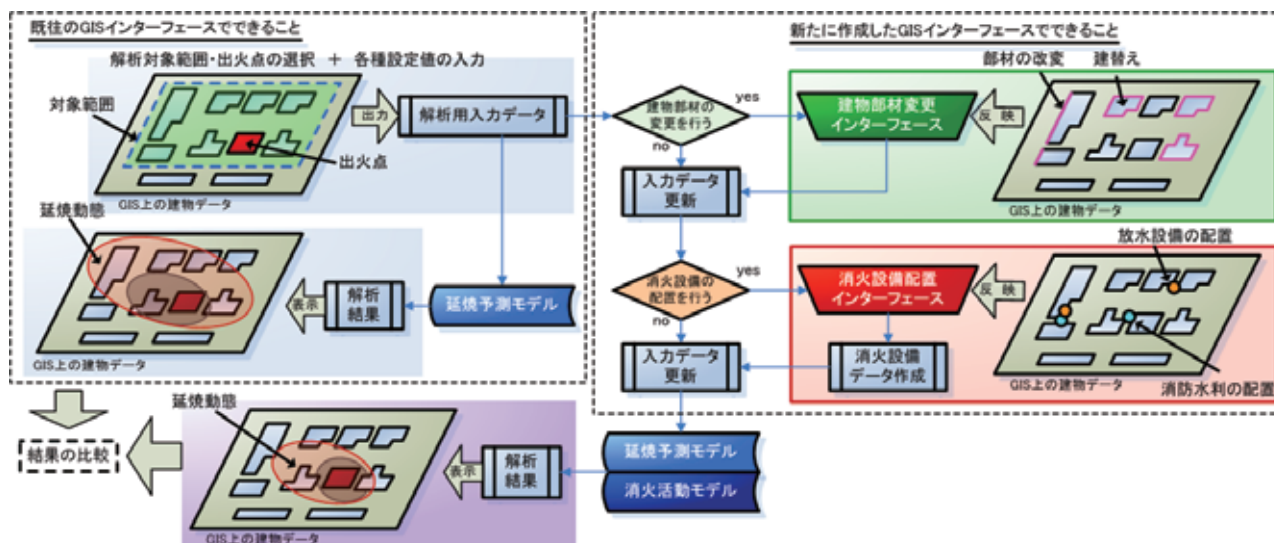 既往のGISインターフェースでできること
解析対象範囲・出火点の選択 + 各種設定値の入力
対象範囲
出火点
GIS上の建物データ
出力
解析用入力データ
延焼動態
GIS上の建物データ
表示
解析
結果
延焼予測モデル
新たに作成したGISインターフェースでできること
建物部材の
変更を行う
yes
no
建物部材変更
インターフェース
反映
部材の改変
建替え
GIS上の建物データ
入力データ
更新
消火設備の
配置を行う
yes
no
消火設備配置
インターフェース
反映
放水設備の配置
消防水利の配置
GIS上の建物データ
入力データ
更新
消火設備
データ作成
延焼予測モデル
消火活動モデル
解析
結果
表示
延焼動態
GIS上の建物データ
結果の比較